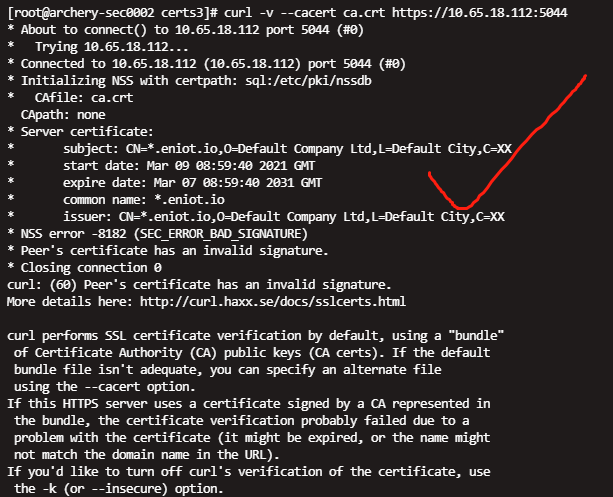 [root@archery-sec0002 certs3]# curl -v --cacert ca.crt https://10.65.18.112:5044
* About to connect() to 10.65.18.112 port 5044 (#0)
*   Trying 10.65.18.112...
* Connected to 10.65.18.112 (10.65.18.112) port 5044 (#0)
* Initializing NSS with certpath: sql:/etc/pki/nssdb
*   CAfile: ca.crt
  CApath: none
* Server certificate:
*       subject: CN=*.eniot.io,O=Default Company Ltd,L=Default City,C=XX
*       start date: Mar 09 08:59:40 2021 GMT
*       expire date: Mar 07 08:59:40 2031 GMT
*       common name: *.eniot.io
*       issuer: CN=*.eniot.io,O=Default Company Ltd,L=Default City,C=XX
* NSS error -8182 (SEC_ERROR_BAD_SIGNATURE)
* Peer's certificate has an invalid signature.
* Closing connection 0
curl: (60) Peer's certificate has an invalid signature.
More details here: http://curl.haxx.se/docs/sslcerts.html

curl performs SSL certificate verification by default, using a "bundle"
 of Certificate Authority (CA) public keys (CA certs). If the default
 bundle file isn't adequate, you can specify an alternate file
 using the --cacert option.
If this HTTPS server uses a certificate signed by a CA represented in
 the bundle, the certificate verification probably failed due to a
 problem with the certificate (it might be expired, or the name might
 not match the domain name in the URL).
If you'd like to turn off curl's verification of the certificate, use
 the -k (or --insecure) option.